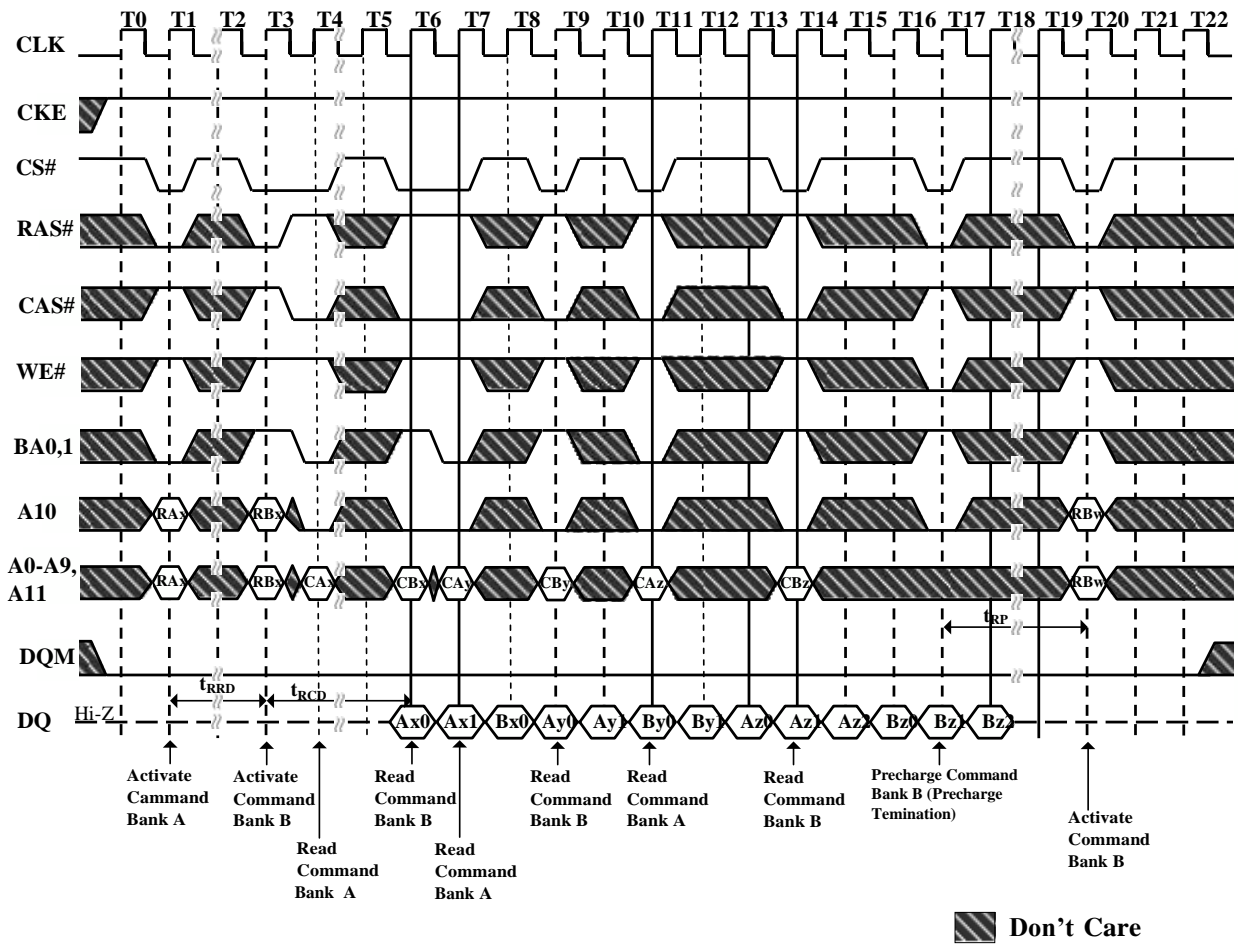 T0 T1 T2 T3 T4 T5 T6 T7 T8 T9 T10 T11 T12 T13 T14 T15 T16 T17 T18 T19 T20 T21 T22
CLK
CKE
CS#
RAS#
CAS#
WE#
BA0,1
A10 RAx RBx RBw
A0-A9,
A11
RAx RBx CAx CBx CAy CBy CAz CBz RBw
tRP
DQM
tRRD tRCD
DQ Hi-Z Ax0 Ax1 Bx0 Ay0 Ay1 By0 By1 Az0 Az1 Az2 Bz0 Bz1 Bz2
Activate
Cammand
Bank A
Activate
Command
Bank B
Read
Command
Bank A
Read
Command
Bank B
Read
Command
Bank A
Read
Command
Bank B
Read
Command
Bank A
Read
Command
Bank B
Precharge Command
Bank B (Precharge
Temination)
Activate
Command
Bank B
Don't Care